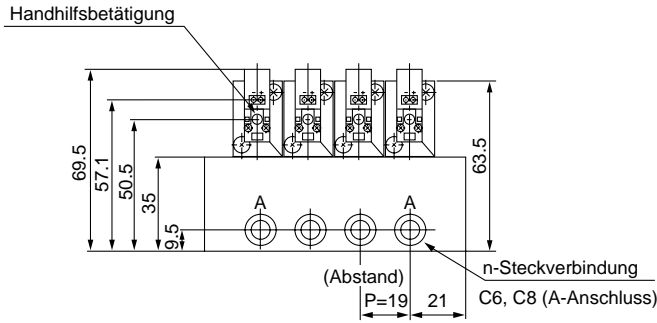 Handhilfsbetätigung
69.5
57.1
50.5
35
9.5
63.5
A
A
(Abstand)
P=19
21
n-Steckverbindung
C6, C8 (A-Anschluss)